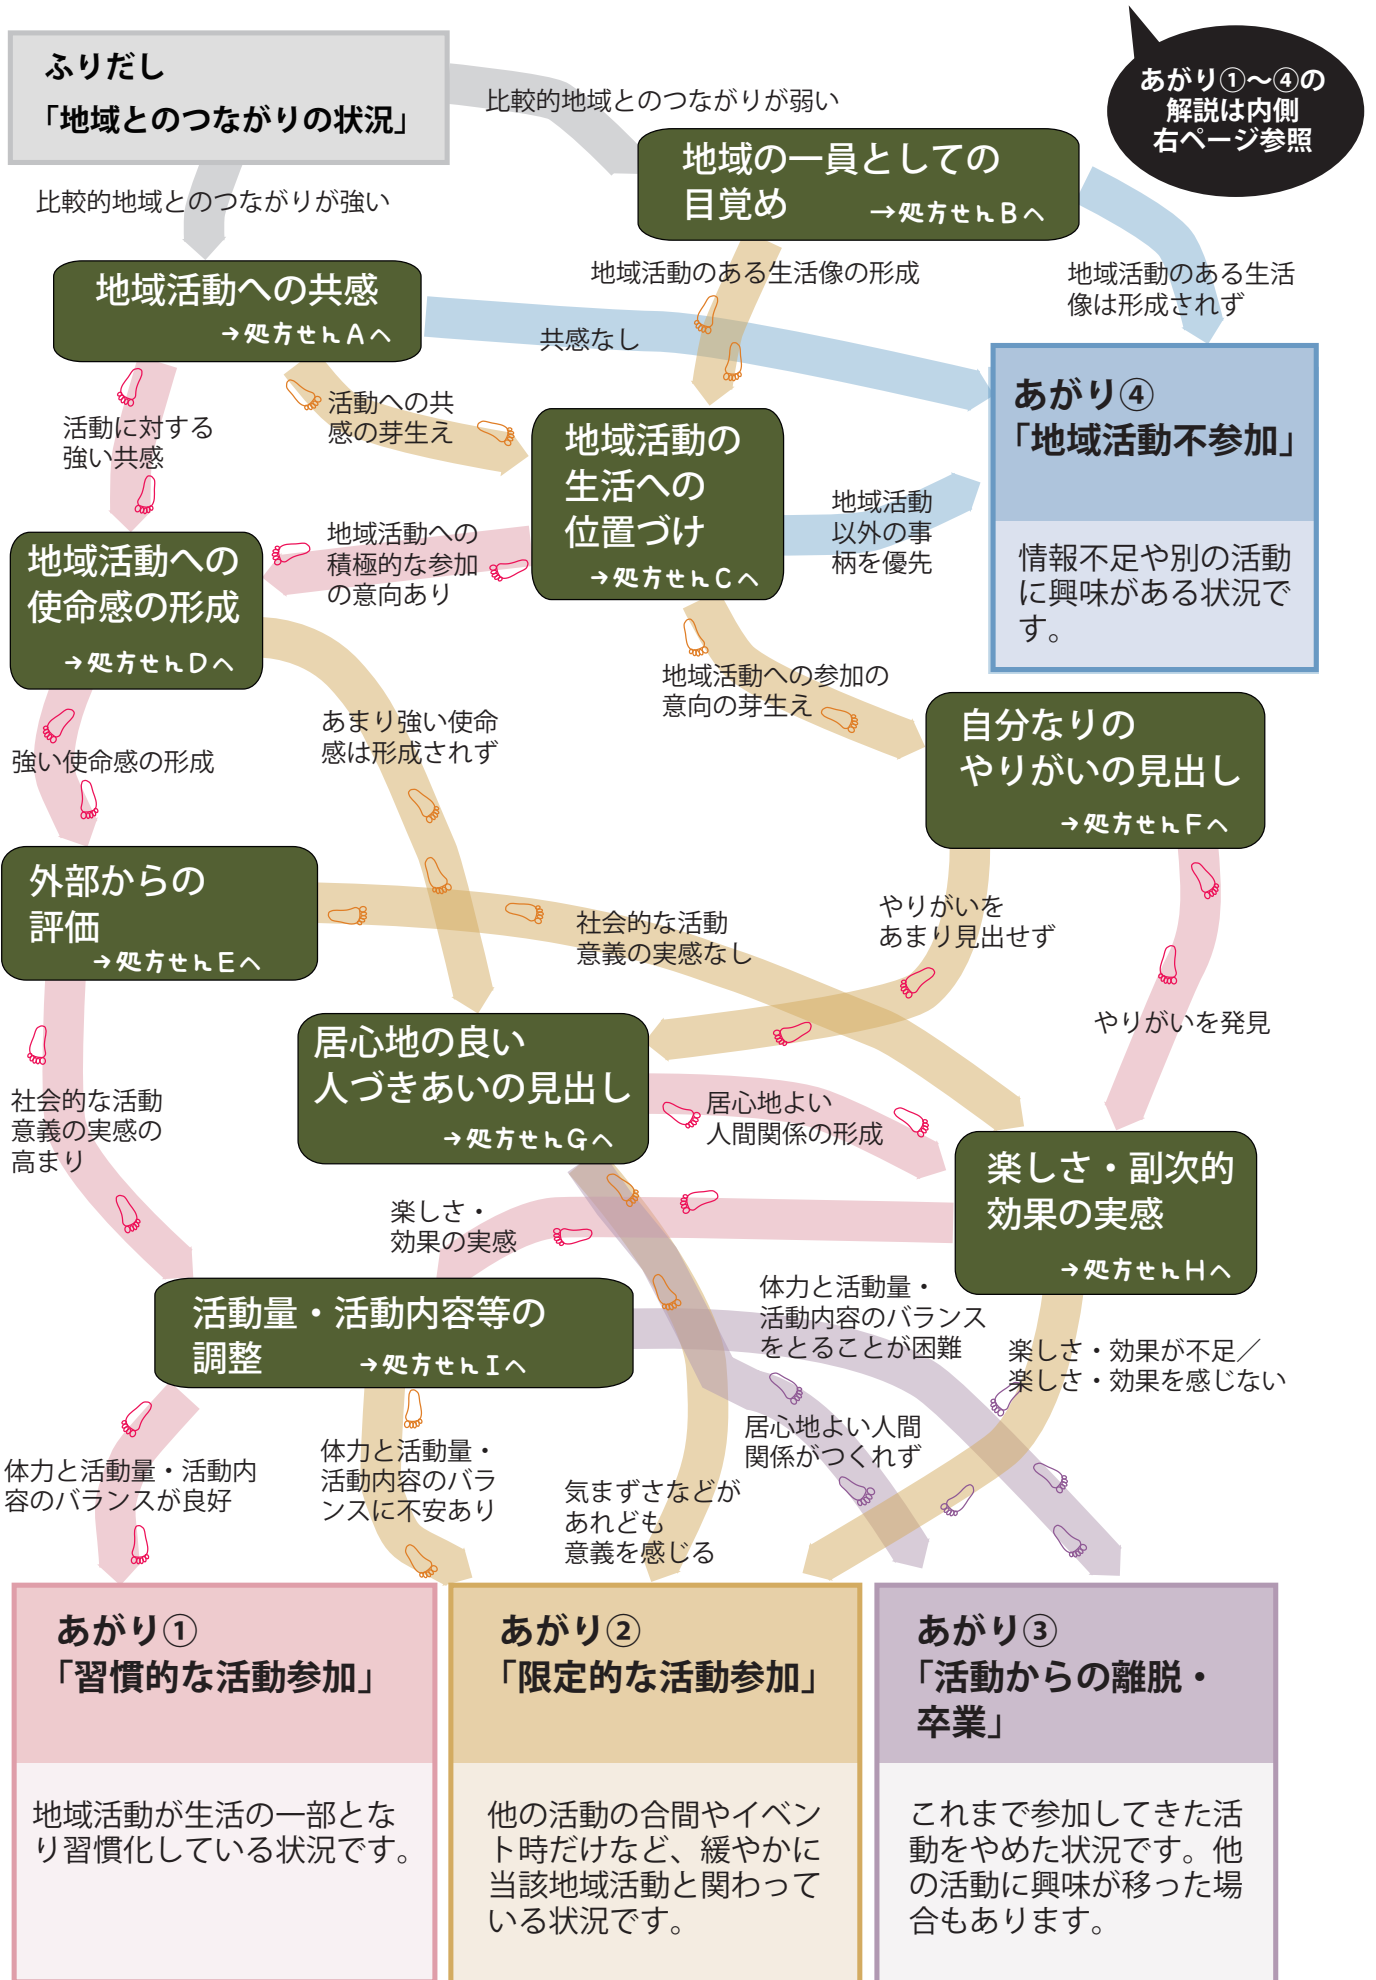 ふりだし
「地域とのつながりの状況」
あがり①〜④の
解説は内側
右ページ参照
比較的地域とのつながりが弱い
地域の一員としての
目覚め →処方せんBへ
比較的地域とのつながりが強い
地域活動への共感
→処方せんAへ
地域活動のある生活像の形成
地域活動のある生活
像は形成されず
共感なし
活動に対する
強い共感
活動への共
感の芽生え
地域活動の
生活への
位置づけ
→処方せんCへ
あがり④
「地域活動不参加」
情報不足や別の活動
に興味がある状況で
す。
地域活動
以外の事
柄を優先
地域活動への
積極的な参加
の意向あり
地域活動への
使命感の形成
→処方せんDへ
地域活動への参加の
意向の芽生え
あまり強い使命
感は形成されず
強い使命感の形成
自分なりの
やりがいの見出し
→処方せんFへ
外部からの
評価
→処方せんEへ
社会的な活動
意義の実感なし
やりがいを
あまり見出せず
やりがいを発見
居心地の良い
人づきあいの見出し
→処方せんGへ
社会的な活動
意義の実感の
高まり
居心地よい
人間関係の形成
楽しさ・副次的
効果の実感
→処方せんHへ
楽しさ・
効果の実感
活動量・活動内容等の
調整 →処方せんIへ
体力と活動量・
活動内容のバランス
をとることが困難
楽しさ・効果が不足／
楽しさ・効果を感じない
居心地よい人間
関係がつくれず
体力と活動量・活動内
容のバランスが良好
体力と活動量・
活動内容のバラ
ンスに不安あり
気まずさなどが
あれども
意義を感じる
あがり①
「習慣的な活動参加」
地域活動が生活の一部とな
り習慣化している状況です。
あがり②
「限定的な活動参加」
他の活動の合間やイベン
ト時だけなど、緩やかに
当該地域活動と関わって
いる状況です。
あがり③
「活動からの離脱・
卒業」
これまで参加してきた活
動をやめた状況です。他
の活動に興味が移った場
合もあります。